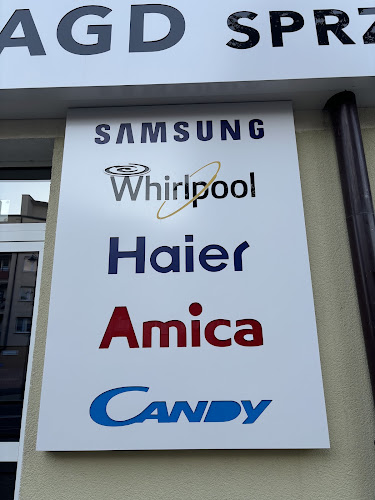 AGD SPRZ
SAMSUNG
Whirlpool
Haier
Amica
CANDY